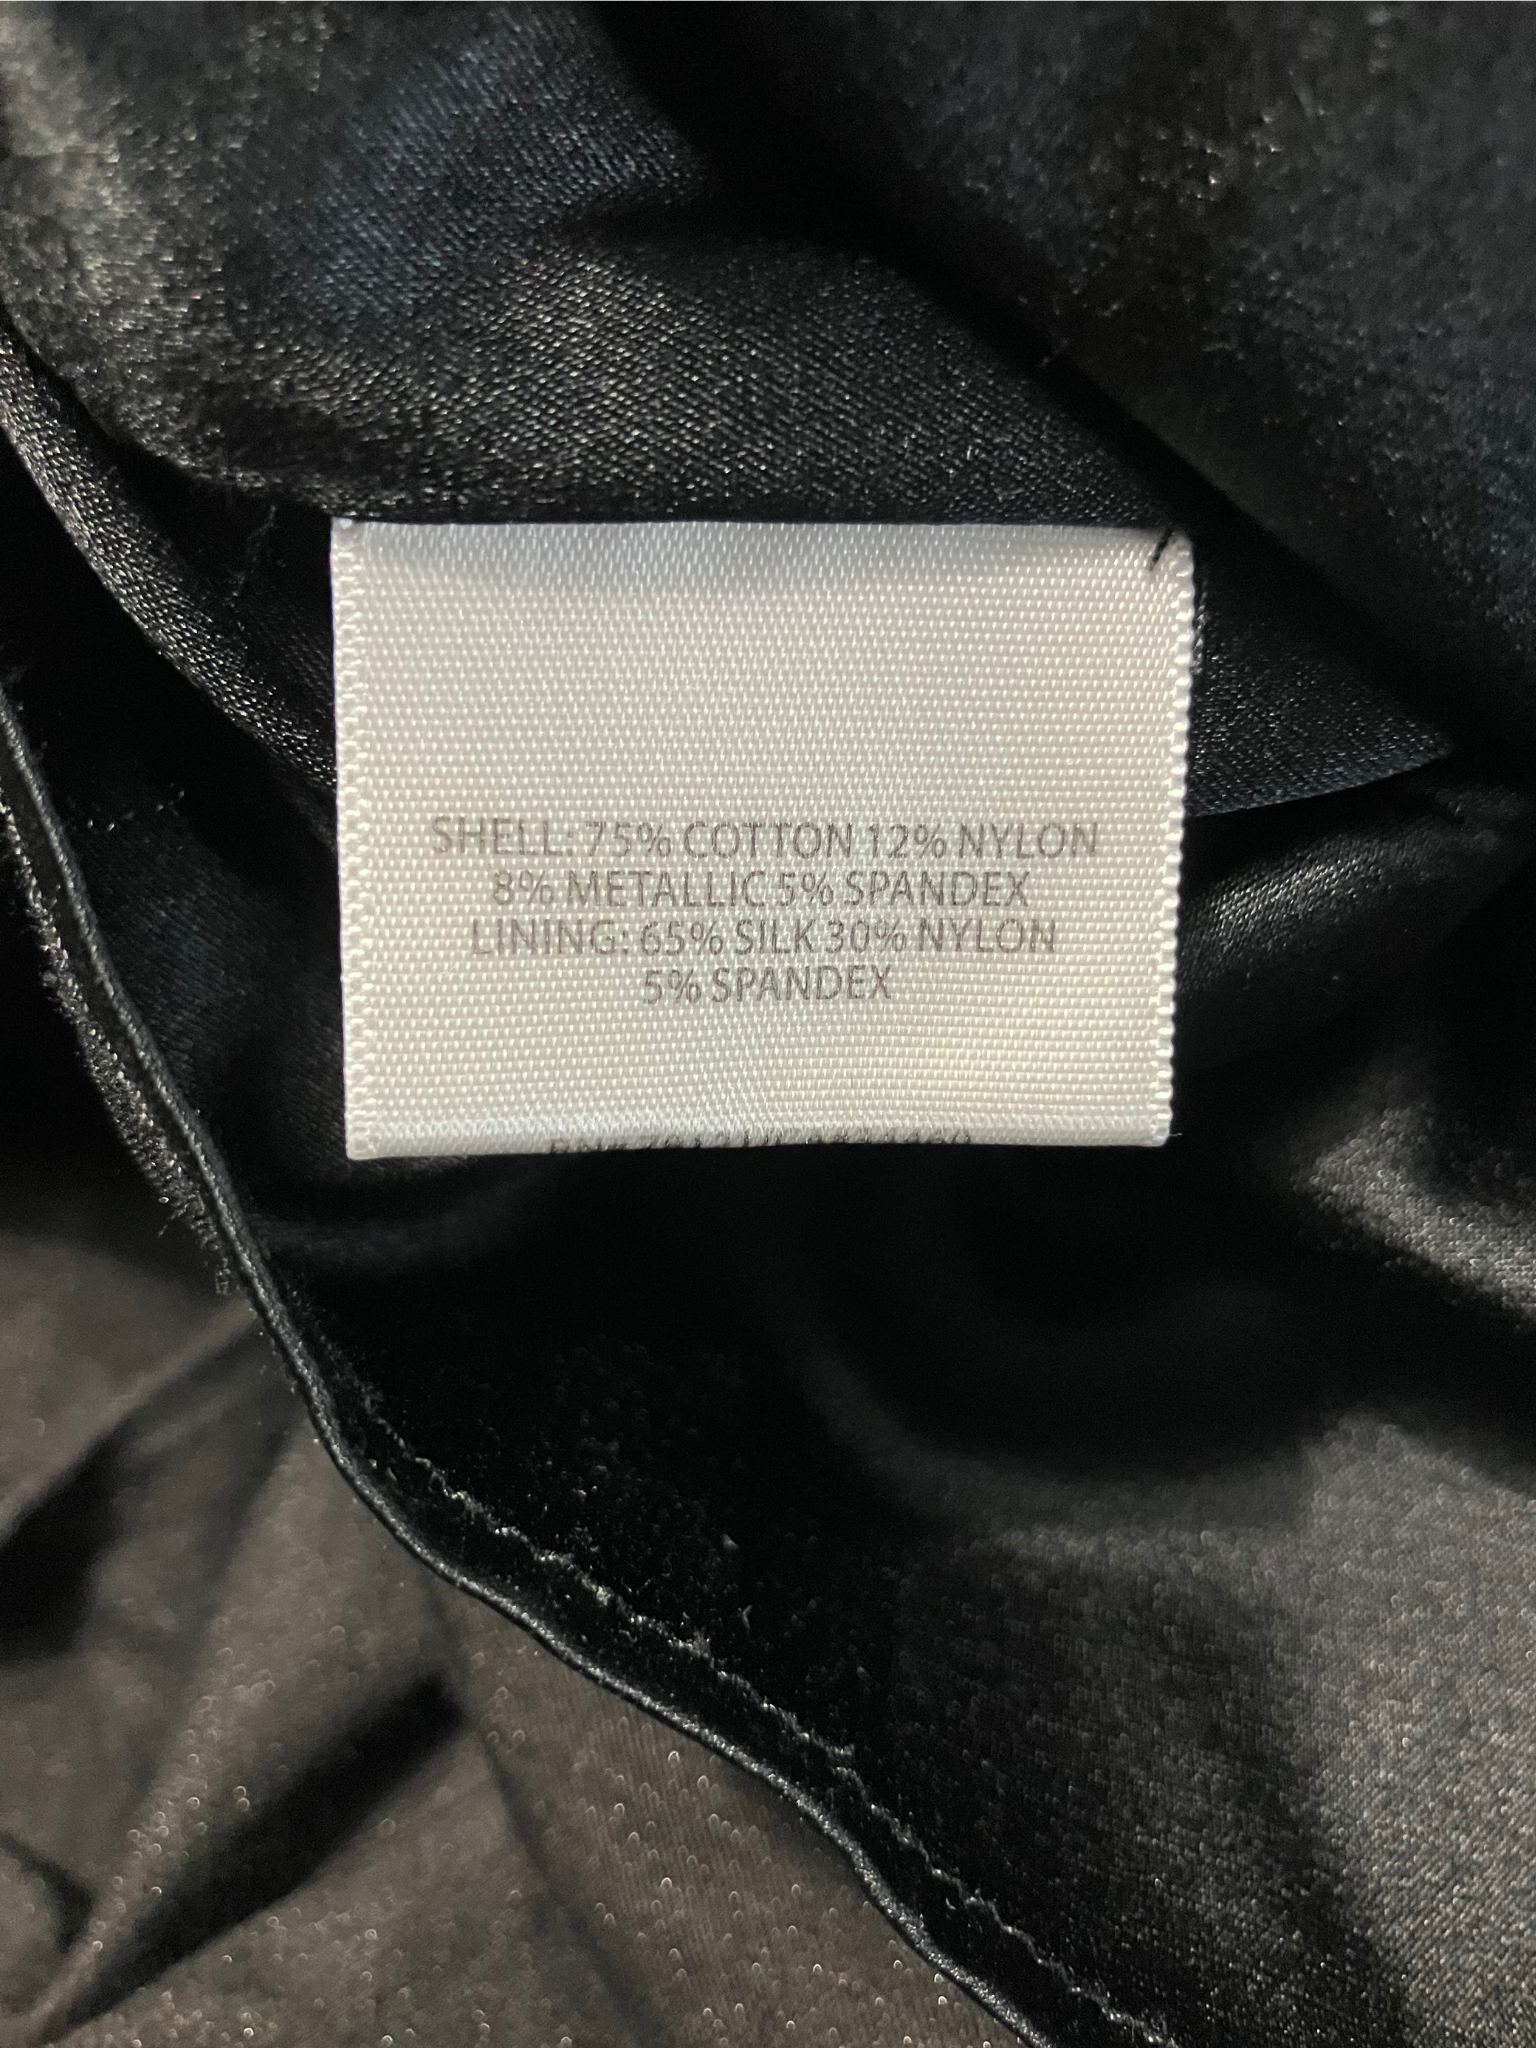 SHELL: 75% COTTON 12% NYLON
8% METALLIC 5% SPANDEX
LINING: 65% SILK 30% NYLON
5% SPANDEX